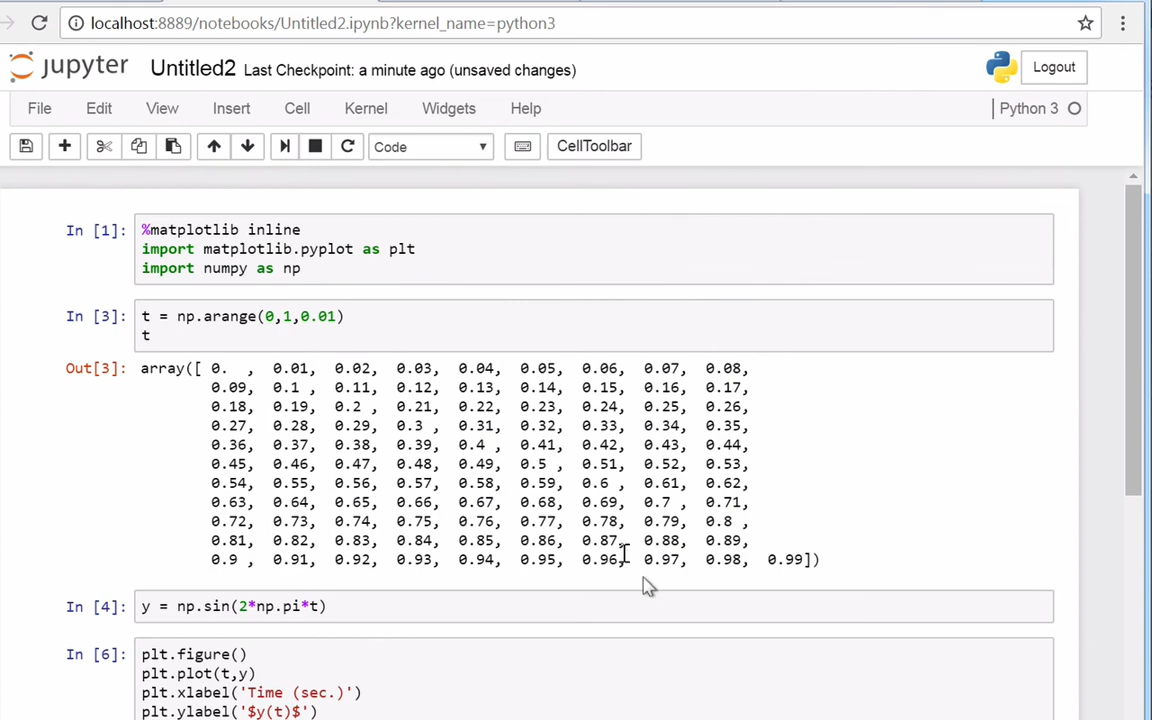 localhost:8889/notebooks/Untitled2.ipynb?kernel_name=python3
jupyter Untitled2 Last Checkpoint: a minute ago (unsaved changes) Logout
File Edit View Insert Cell Kernel Widgets Help Python 3
Code CellToolbar
In [1]: %matplotlib inline
import matplotlib.pyplot as plt
import numpy as np
In [3]: t = np.arange(0,1,0.01)
t
Out[3]: array([ 0.  , 0.01, 0.02, 0.03, 0.04, 0.05, 0.06, 0.07, 0.08,
0.09, 0.1 , 0.11, 0.12, 0.13, 0.14, 0.15, 0.16, 0.17,
0.18, 0.19, 0.2 , 0.21, 0.22, 0.23, 0.24, 0.25, 0.26,
0.27, 0.28, 0.29, 0.3 , 0.31, 0.32, 0.33, 0.34, 0.35,
0.36, 0.37, 0.38, 0.39, 0.4 , 0.41, 0.42, 0.43, 0.44,
0.45, 0.46, 0.47, 0.48, 0.49, 0.5 , 0.51, 0.52, 0.53,
0.54, 0.55, 0.56, 0.57, 0.58, 0.59, 0.6 , 0.61, 0.62,
0.63, 0.64, 0.65, 0.66, 0.67, 0.68, 0.69, 0.7 , 0.71,
0.72, 0.73, 0.74, 0.75, 0.76, 0.77, 0.78, 0.79, 0.8 ,
0.81, 0.82, 0.83, 0.84, 0.85, 0.86, 0.87, 0.88, 0.89,
0.9 , 0.91, 0.92, 0.93, 0.94, 0.95, 0.96, 0.97, 0.98, 0.99])
In [4]: y = np.sin(2*np.pi*t)
In [6]: plt.figure()
plt.plot(t,y)
plt.xlabel('Time (sec.)')
plt.ylabel('$y(t)$')